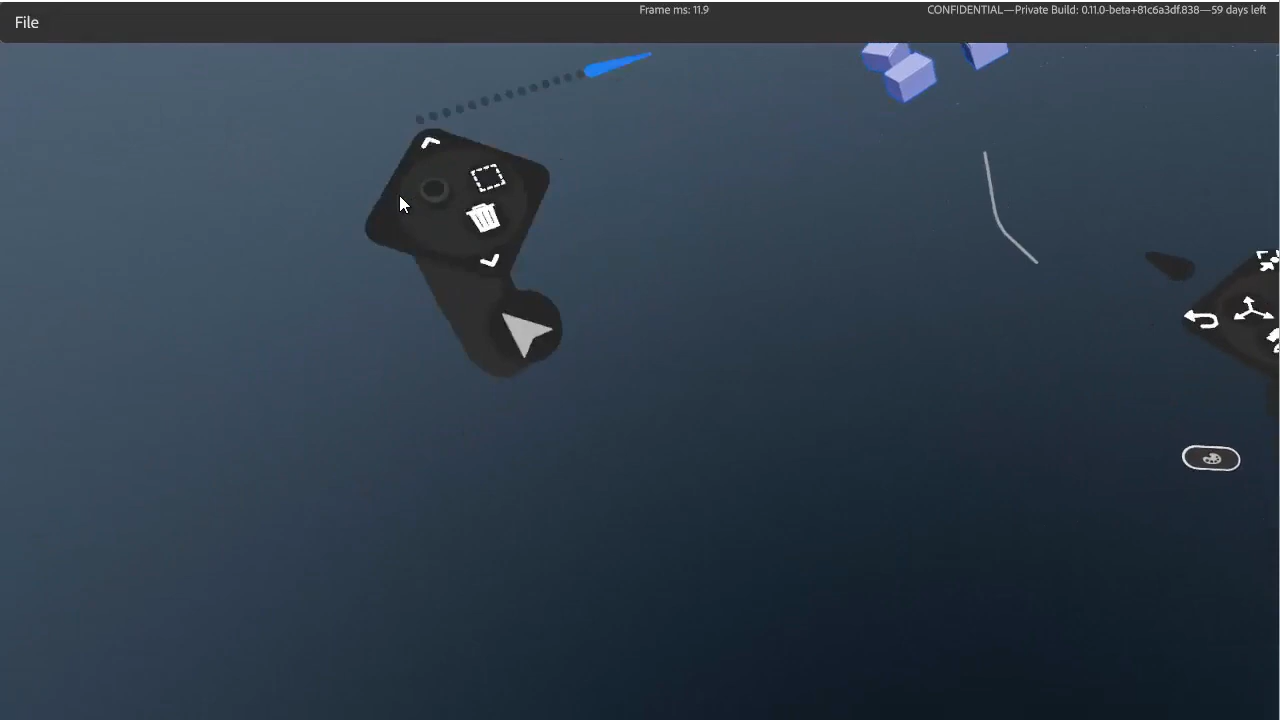 Frame ms: 11.9
CONFIDENTIAL—Private Build: 0.11.0-beta+81c6a3df.838—59 days left
File